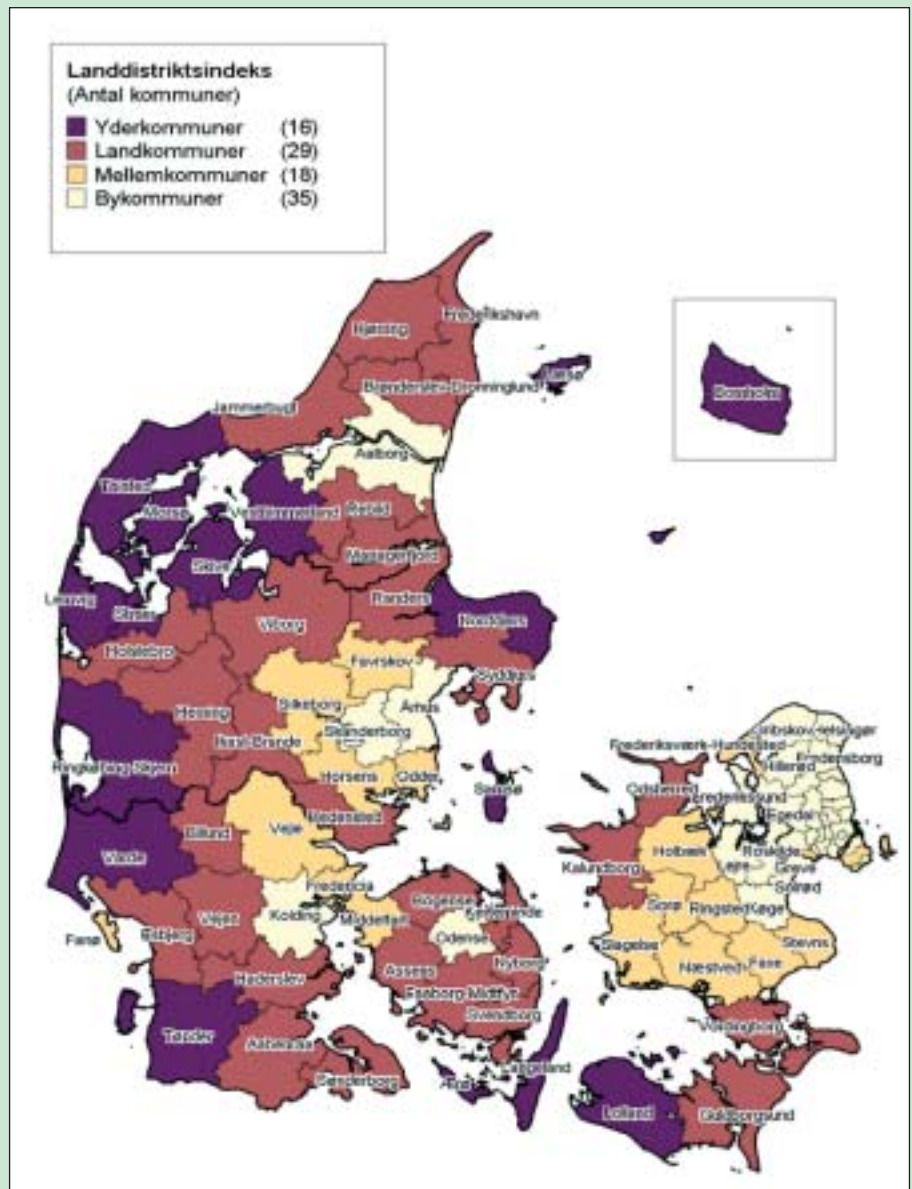 Landdistriktsindeks
(Antal kommuner)
Yderkommuner (16)
Landkommuner (29)
Mellemkommuner (18)
Bykommuner (35)
Frederikshavn
Hjørring
Læsø
Brønderslev-Dronninglund
Bornholm
Jammerbugt
Aalborg
Thisted
Morsø
Vesthimmerland
Rebild
Mariagerfjord
Skive
Lemvig
Struer
Randers
Norddjurs
Viborg
Holstebro
Favrskov
Syddjurs
Silkeborg
Århus
Herning
Skanderborg
Ikast-Brande
Ringkøbing-Skjern
Horsens
Odder
Samsø
Gribskov
Helsingør
Frederiksværk-Hundested
Hillerød
Fredensborg
Odsherred
Frederikssund
Egedal
Hedensted
Billund
Vejle
Varde
Holbæk
Lejre
Roskilde
Greve
Solrød
Kalundborg
Fredericia
Bogense
Kerteminde
Sorø
Ringsted
Køge
Kolding
Middelfart
Odense
Vejen
Fanø
Esbjerg
Slagelse
Stevns
Næstved
Faxe
Nyborg
Assens
Haderslev
Faaborg-Midtfyn
Svendborg
Vordingborg
Tønder
Aabenraa
Langeland
Ærø
Sønderborg
Lolland
Guldborgsund